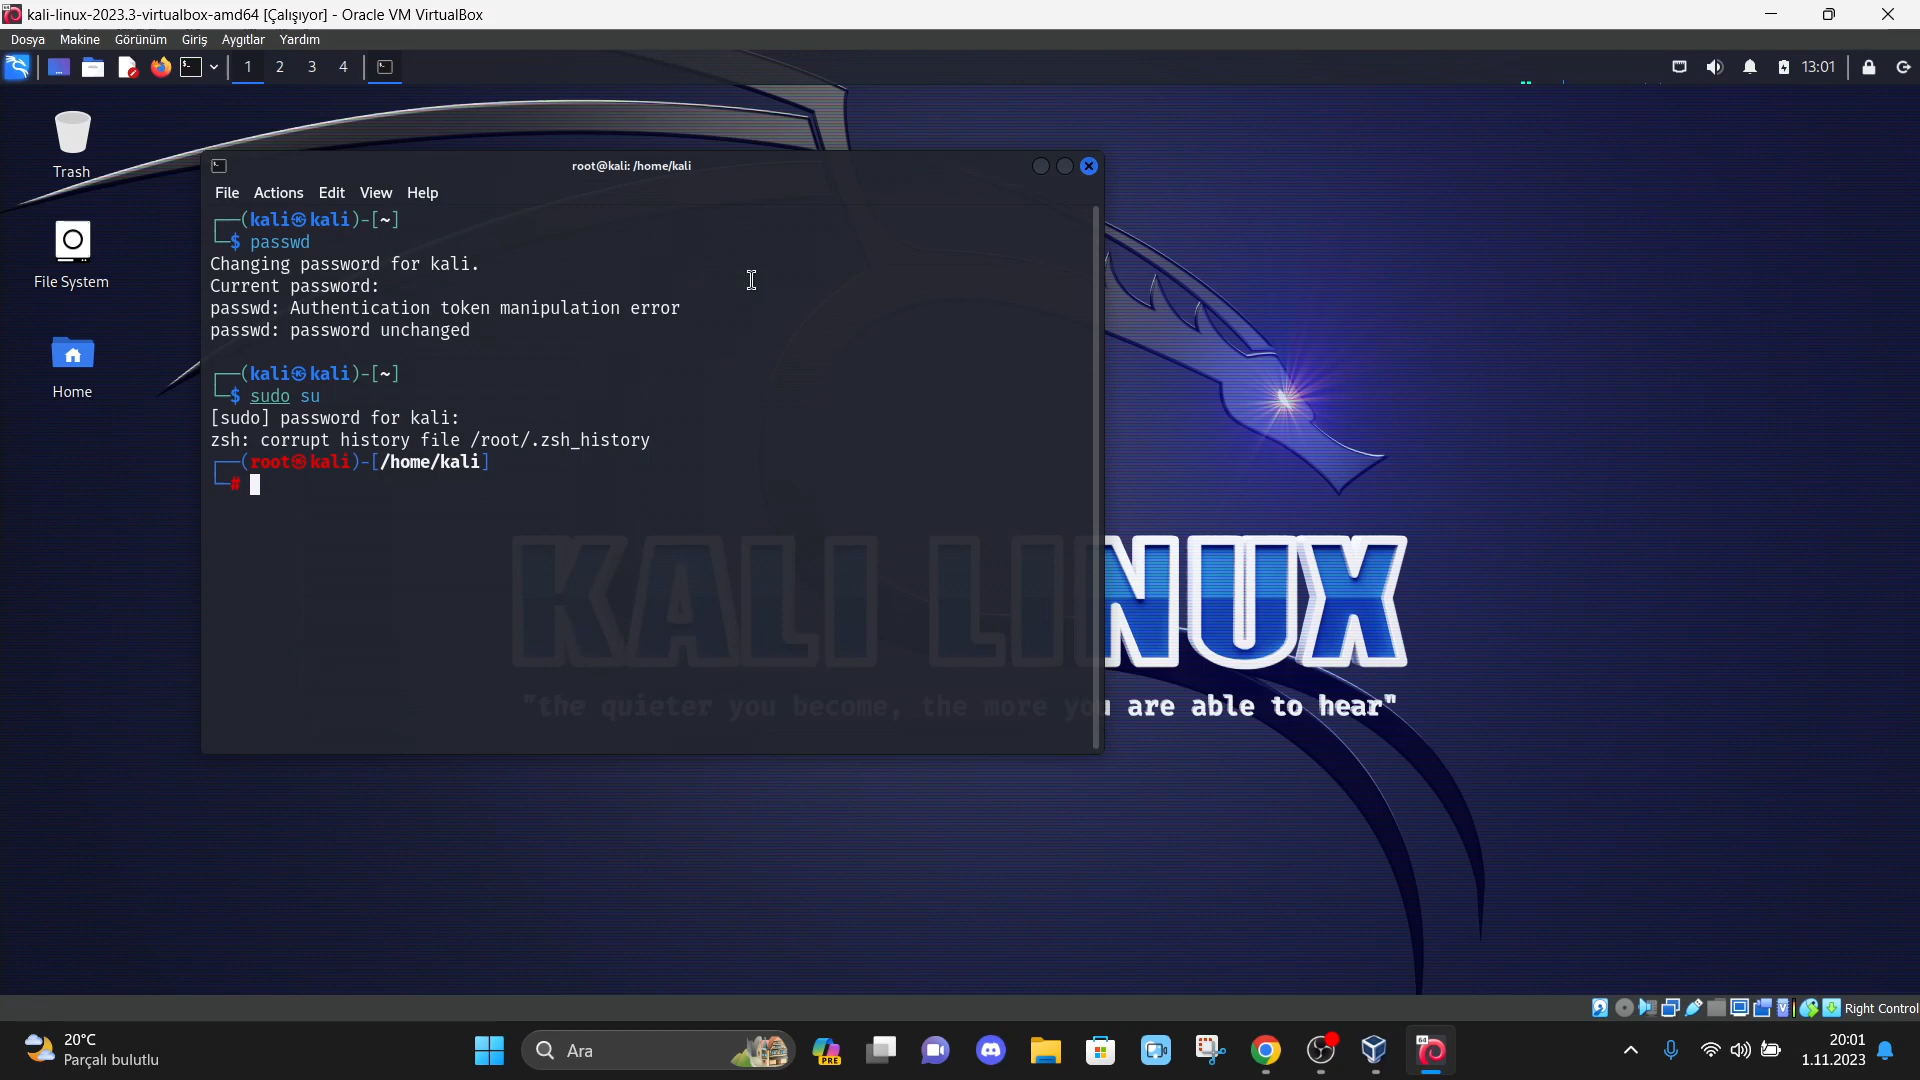 kali-linux-2023.3-virtualbox-amd64 [Çalışıyor] - Oracle VM VirtualBox
Dosya Makine Görünüm Giriş Aygıtlar Yardım
1 2 3 4 13:01
Trash
File System
Home
root@kali: /home/kali
File Actions Edit View Help
┌──(kali㉿kali)-[~]
└─$ passwd
Changing password for kali.
Current password:
passwd: Authentication token manipulation error
passwd: password unchanged
┌──(kali㉿kali)-[~]
└─$ sudo su
[sudo] password for kali:
zsh: corrupt history file /root/.zsh_history
┌──(root㉿kali)-[/home/kali]
└─#
KALI LINUX
"the quieter you become, the more you are able to hear"
Right Control
20°C
Parçalı bulutlu
Ara
PRE
64
20:01
1.11.2023